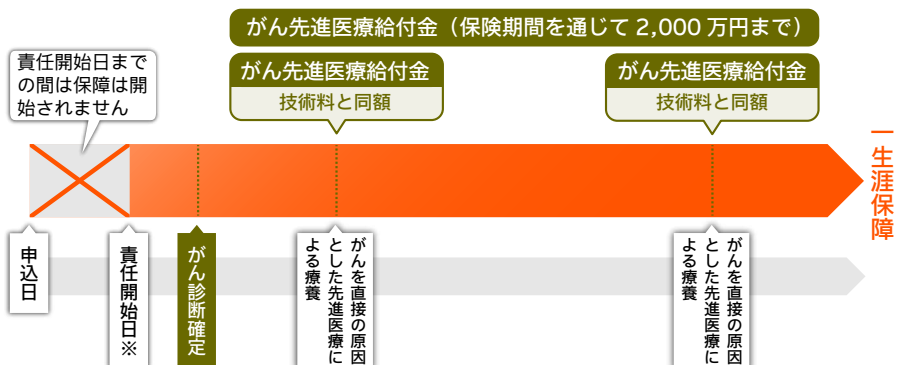 がん先進医療給付金（保険期間を通じて 2,000 万円まで）
責任開始日まで
の間は保障は開
始されません
がん先進医療給付金
技術料と同額
がん先進医療給付金
技術料と同額
一生涯保障
申込日
責任開始日※
がん診断確定
がんを直接の原因
とした先進医療に
よる療養
がんを直接の原因
とした先進医療に
よる療養